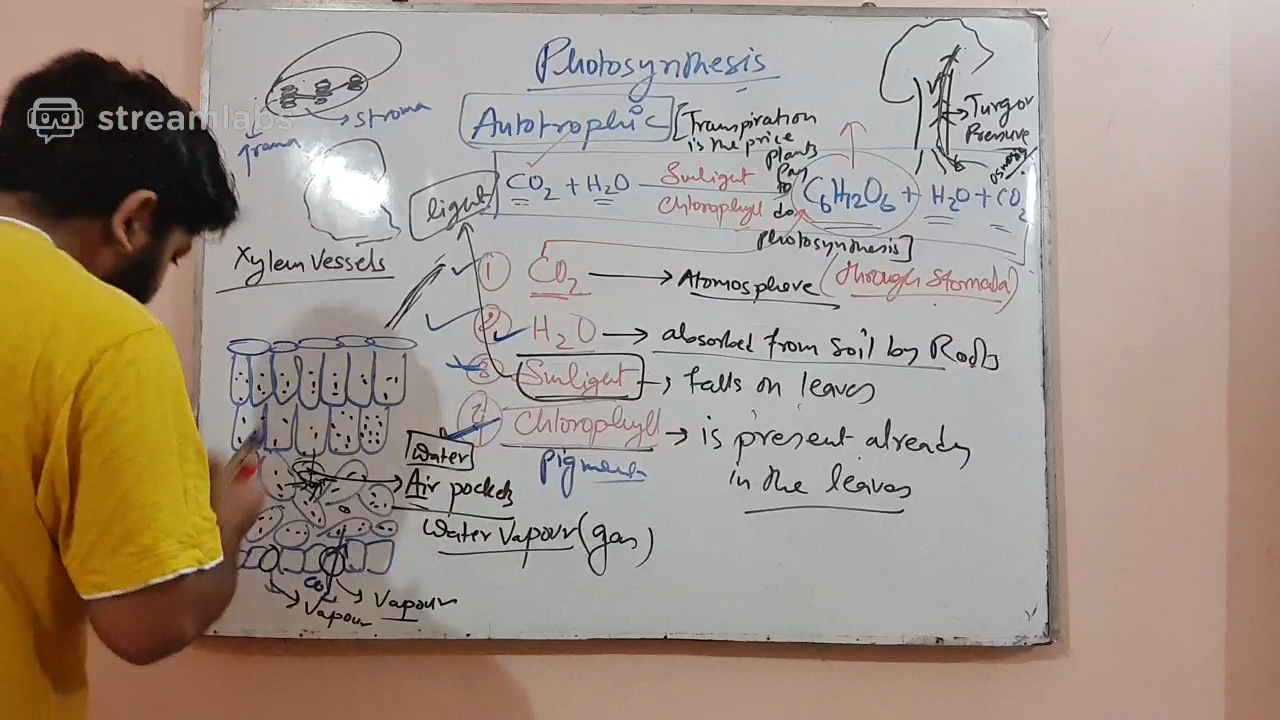 streamlabs
Photosynthesis
stroma
grana
Autotrophic
[Transpiration
is the price
plants
Pay
to
do
photosynthesis]
Turgor
Pressure
osmosis
light
CO2 + H2O
Sunlight
Chlorophyll
C6H12O6 + H2O + CO2
Xylem Vessels
1 CO2 → Atomosphere (through Stomata)
2 H2O → absorbed from Soil by Roots
3 Sunlight → falls on leaves
4 Chlorophyll → is present already
in the leaves
pigment
Water
Air pockets
Water Vapour (gas)
CO2
Vapour
Vapour